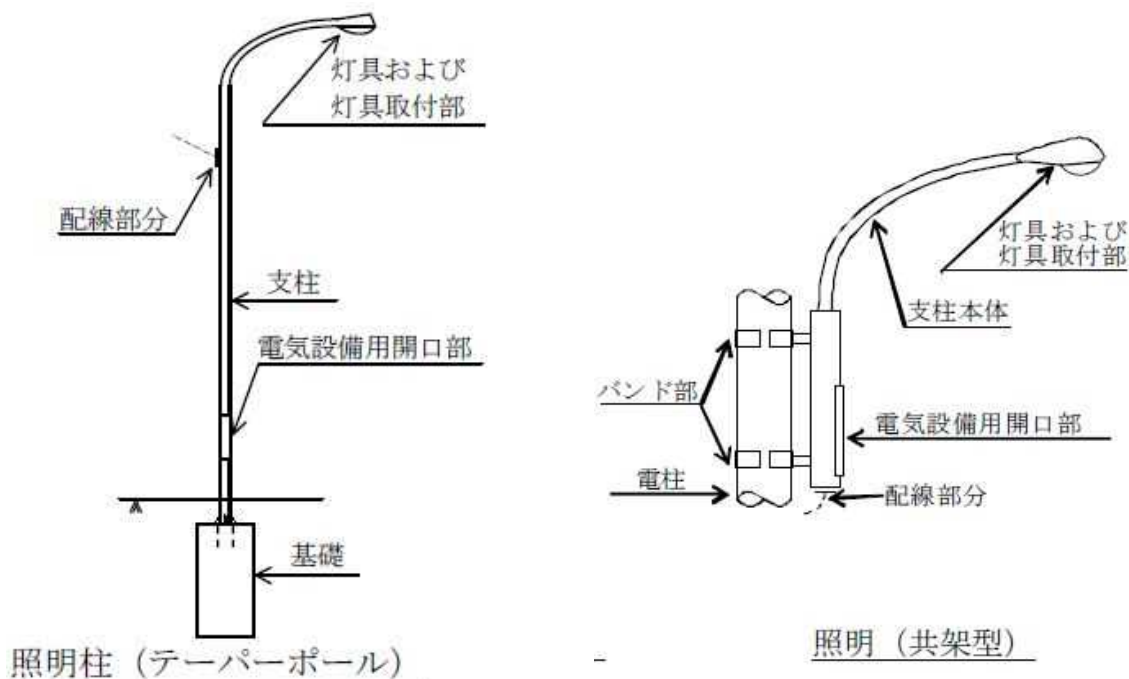 灯具および
灯具取付部
配線部分
支柱
電気設備用開口部
基礎
照明柱（テーパーポール）
灯具および
灯具取付部
支柱本体
バンド部
電気設備用開口部
電柱
配線部分
照明（共架型）